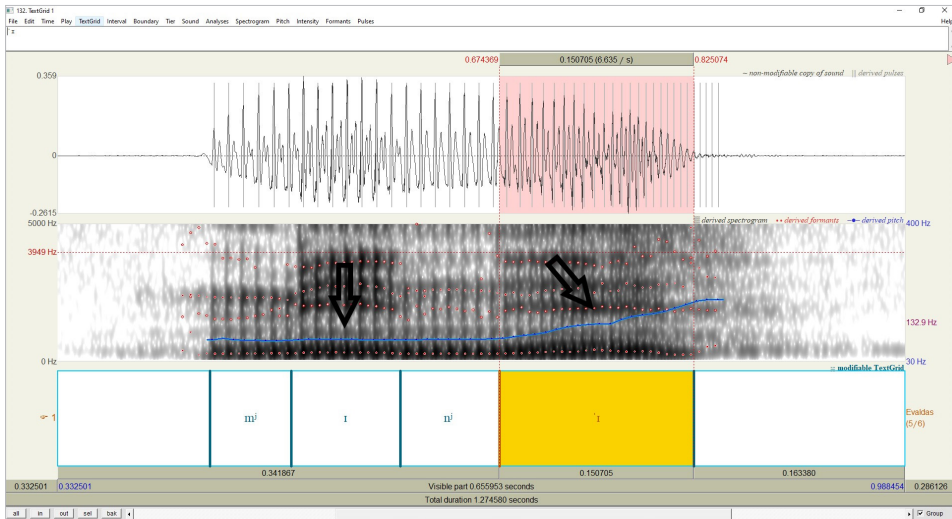 132. TextGrid 1
File Edit Time Play TextGrid Interval Boundary Tier Sound Analyses Spectrogram Pitch Intensity Formants Pulses Help
0.674369 0.150705 (6.635 / s) 0.825074
~ non-modifiable copy of sound || derived pulses
0.359
0
-0.2615
5000 Hz derived spectrogram •• derived formants derived pitch 400 Hz
3949 Hz
132.9 Hz
0 Hz 30 Hz
modifiable TextGrid
1 mʲ ɪ nʲ ˈɪ Evaldas
(5/6)
0.341867 0.150705 0.163380
0.332501 0.332501 Visible part 0.655953 seconds 0.988454 0.286126
Total duration 1.274580 seconds
all in out sel bak Group